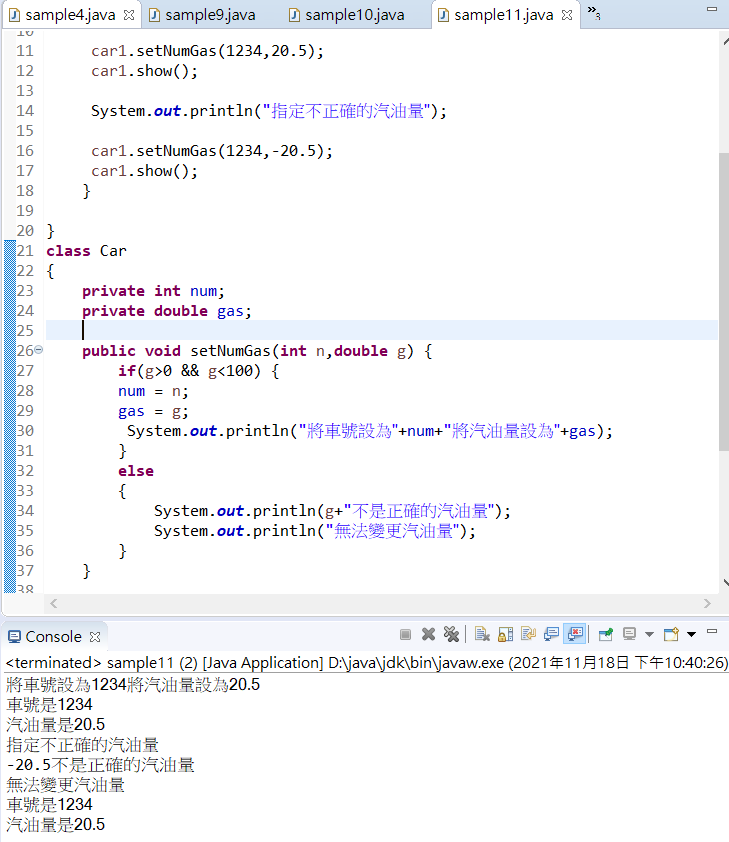 sample4.java sample9.java sample10.java sample11.java »3
10
11 car1.setNumGas(1234,20.5);
12 car1.show();
13
14 System.out.println("指定不正確的汽油量");
15
16 car1.setNumGas(1234,-20.5);
17 car1.show();
18 }
19
20 }
21 class Car
22 {
23 private int num;
24 private double gas;
25
26 public void setNumGas(int n,double g) {
27 if(g>0 && g<100) {
28 num = n;
29 gas = g;
30 System.out.println("將車號設為"+num+"將汽油量設為"+gas);
31 }
32 else
33 {
34 System.out.println(g+"不是正確的汽油量");
35 System.out.println("無法變更汽油量");
36 }
37 }
38
Console
<terminated> sample11 (2) [Java Application] D:\java\jdk\bin\javaw.exe (2021年11月18日 下午10:40:26)
將車號設為1234將汽油量設為20.5
車號是1234
汽油量是20.5
指定不正確的汽油量
-20.5不是正確的汽油量
無法變更汽油量
車號是1234
汽油量是20.5